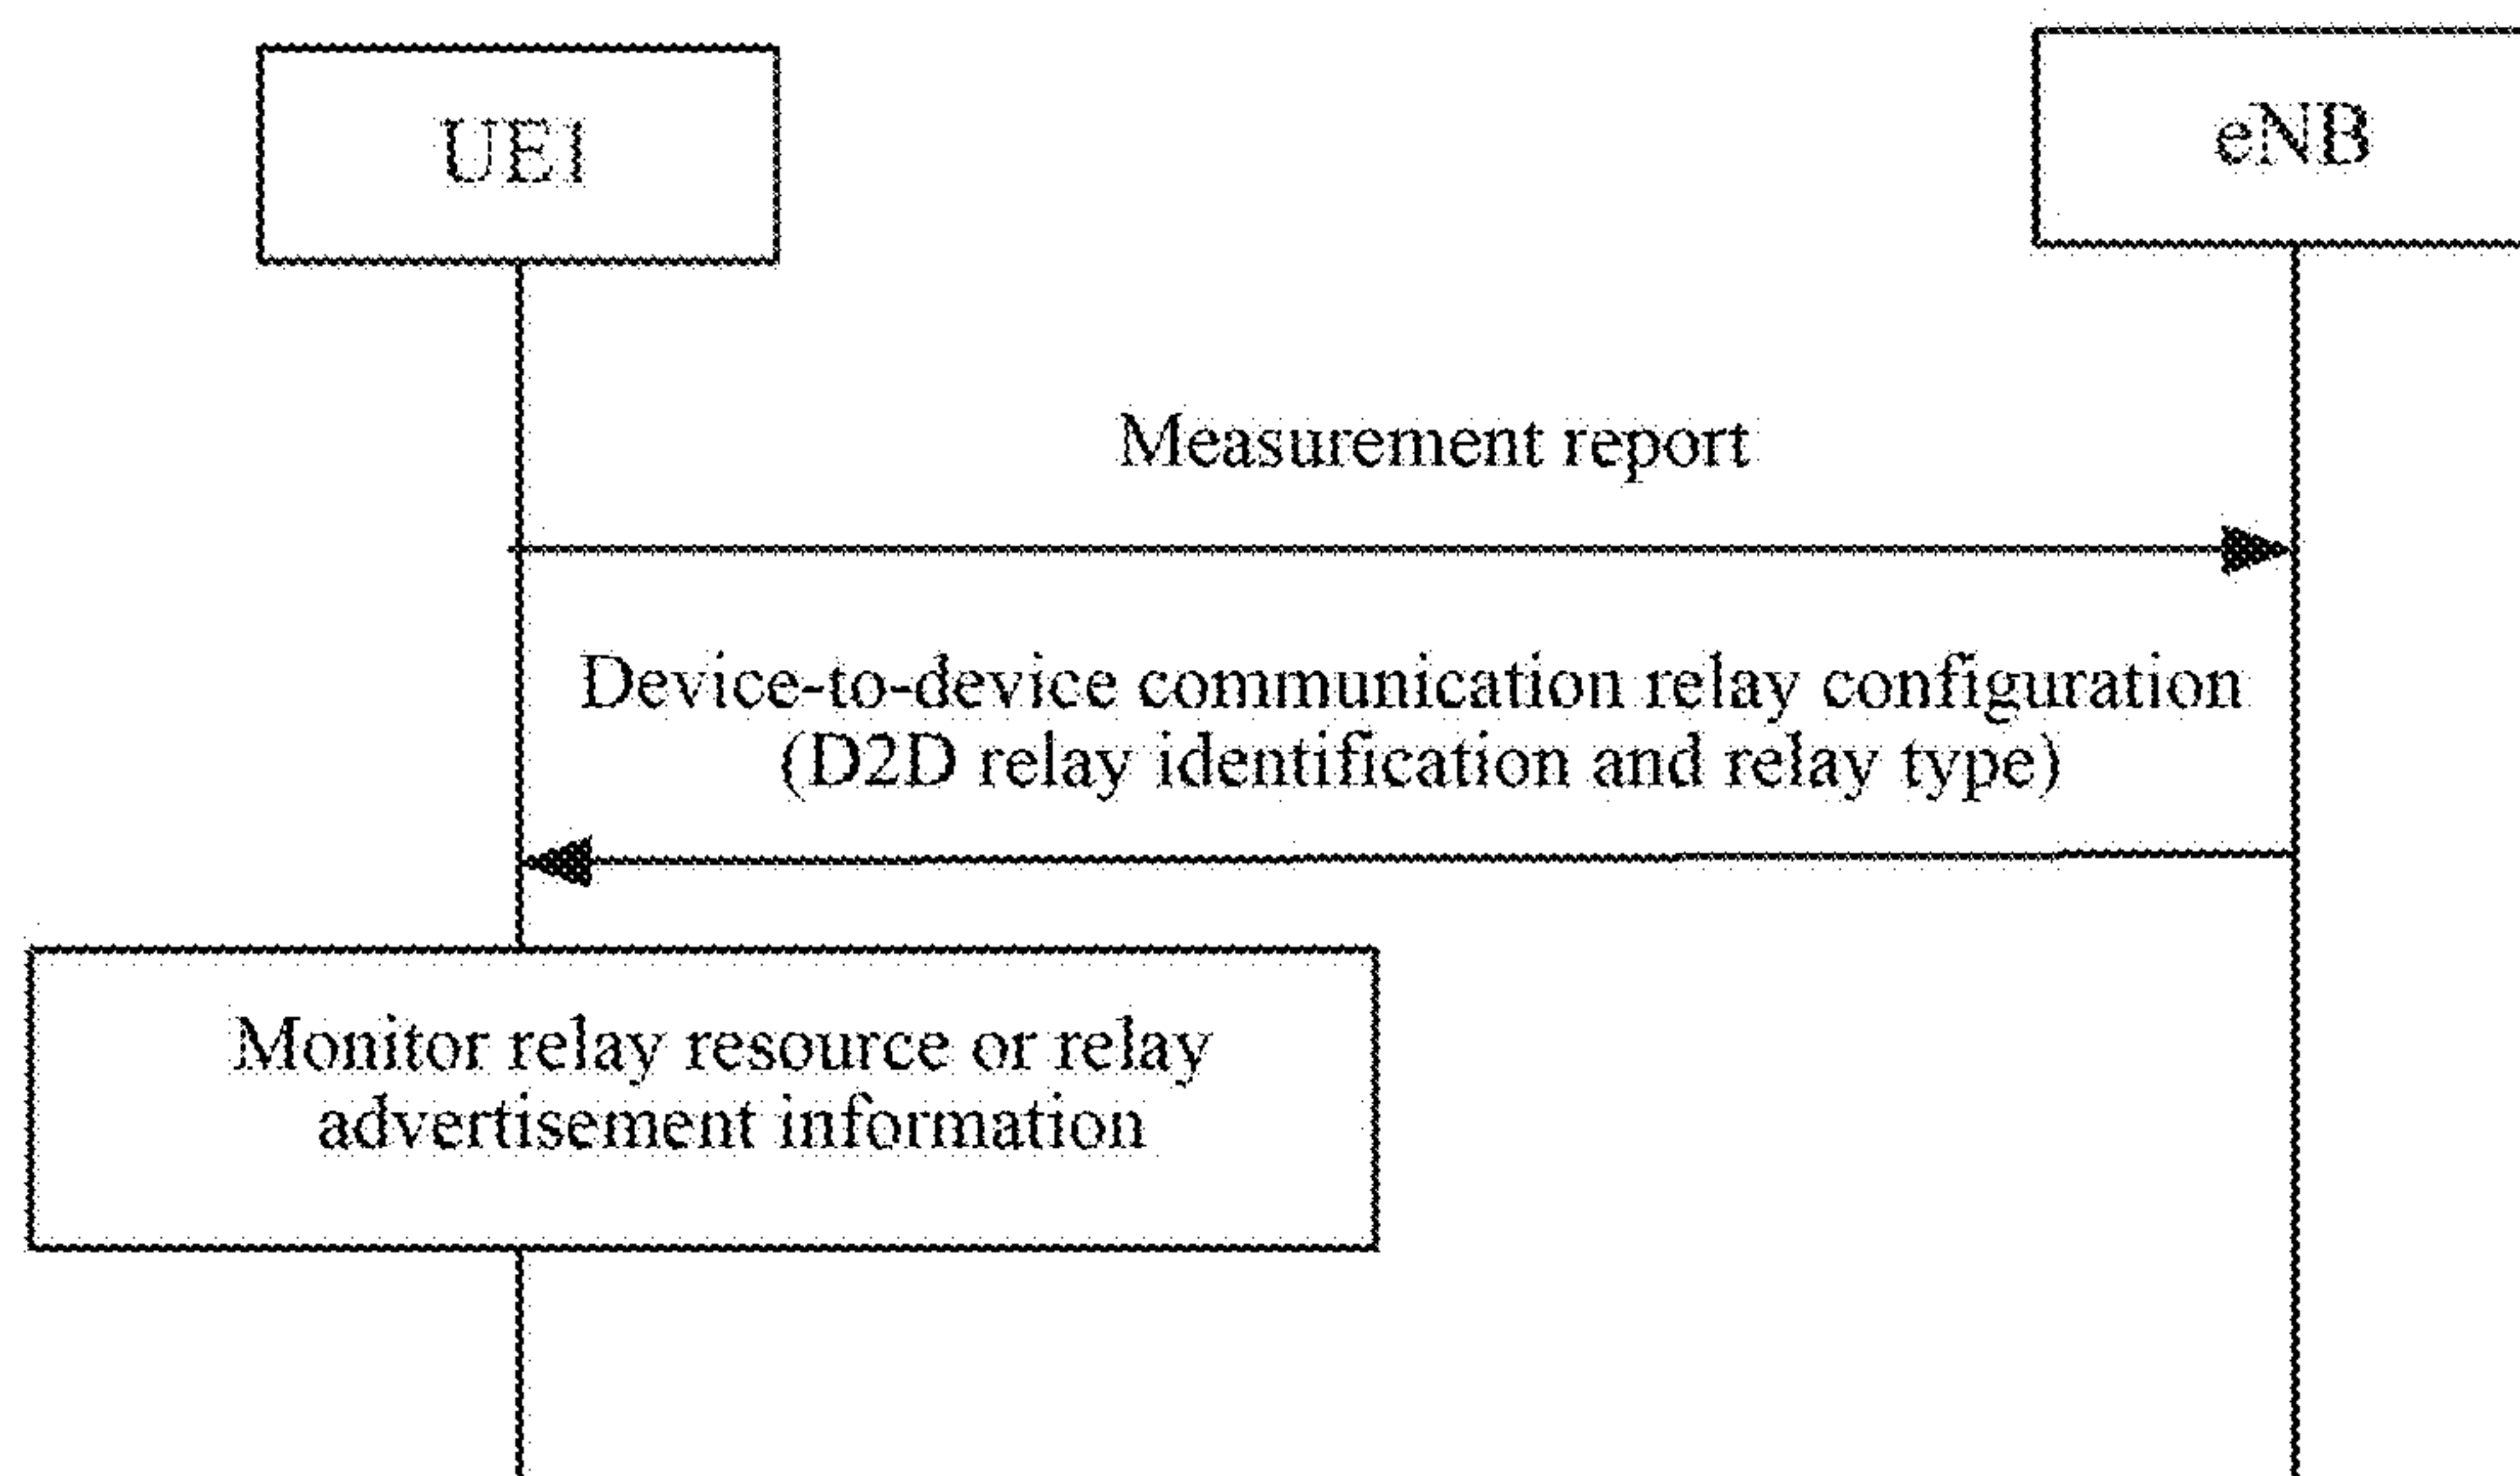 UE1
eNB
Measurement report
Device-to-device communication relay configuration
(D2D relay identification and relay type)
Monitor relay resource or relay
advertisement information